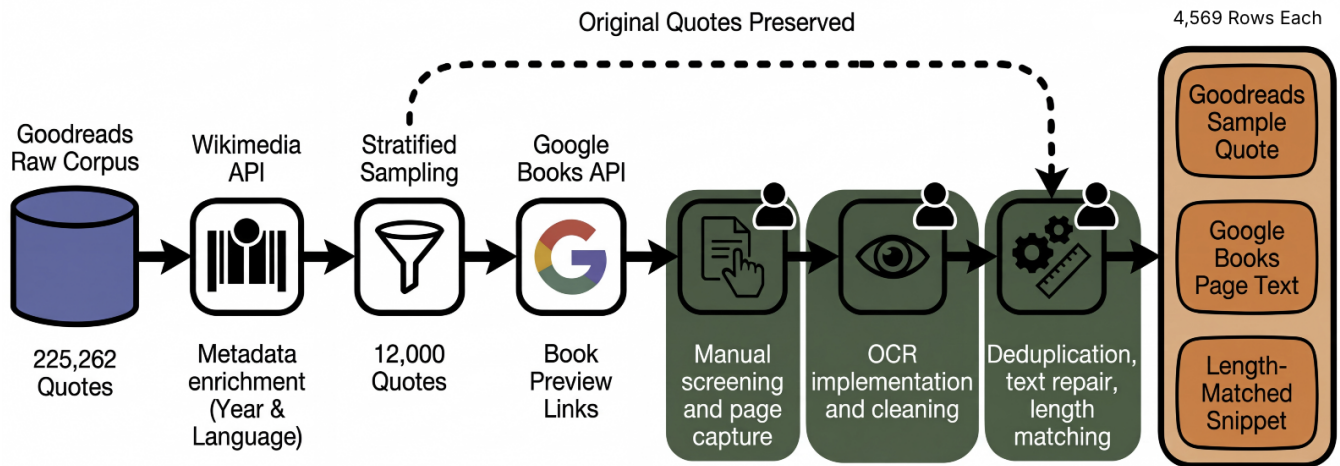 Original Quotes Preserved
4,569 Rows Each
Goodreads
Raw Corpus
225,262
Quotes
Wikimedia
API
Metadata
enrichment
(Year &
Language)
Stratified
Sampling
12,000
Quotes
Google
Books API
G
Book
Preview
Links
Manual
screening
and page
capture
OCR
implementation
and cleaning
Deduplication,
text repair,
length
matching
Goodreads
Sample
Quote
Google
Books
Page Text
Length-
Matched
Snippet